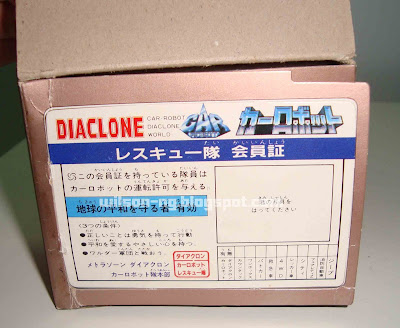 DIACLONE
CAR ROBOT
DIACLONE
WORLD
CAR
カーロボット
レスキュー隊 会員証
この会員証を持っている隊員は
カーロボットの運転許可を与える
地球の平和を守る者 有効
wilson-ng.blogspot
〈3つの条件〉
●正しいことは勇気を持って行動
●平和を愛するやさしい心を持つ。
●ワルダー軍団と戦おう。
メトラゾーン ダイアクロン
カーロボット隊本部
ダイアクロン
カーロボット
レスキュー隊
はってください。